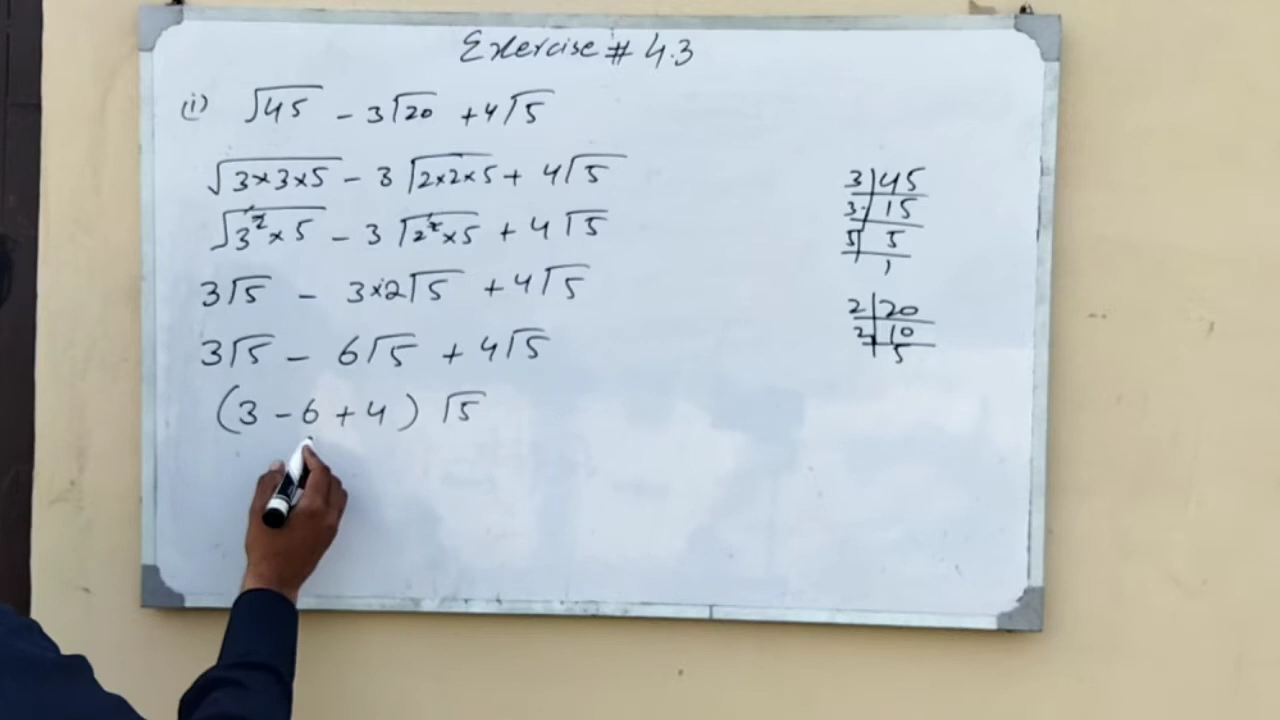 Exercise # 4.3
(i) √45 - 3√20 + 4√5
√3×3×5 - 3√2×2×5 + 4√5
√3²×5 - 3√2²×5 + 4√5
3√5 - 3×2√5 + 4√5
3√5 - 6√5 + 4√5
(3 - 6 + 4) √5
3|45
3|15
5|5
1
2|20
2|10
5